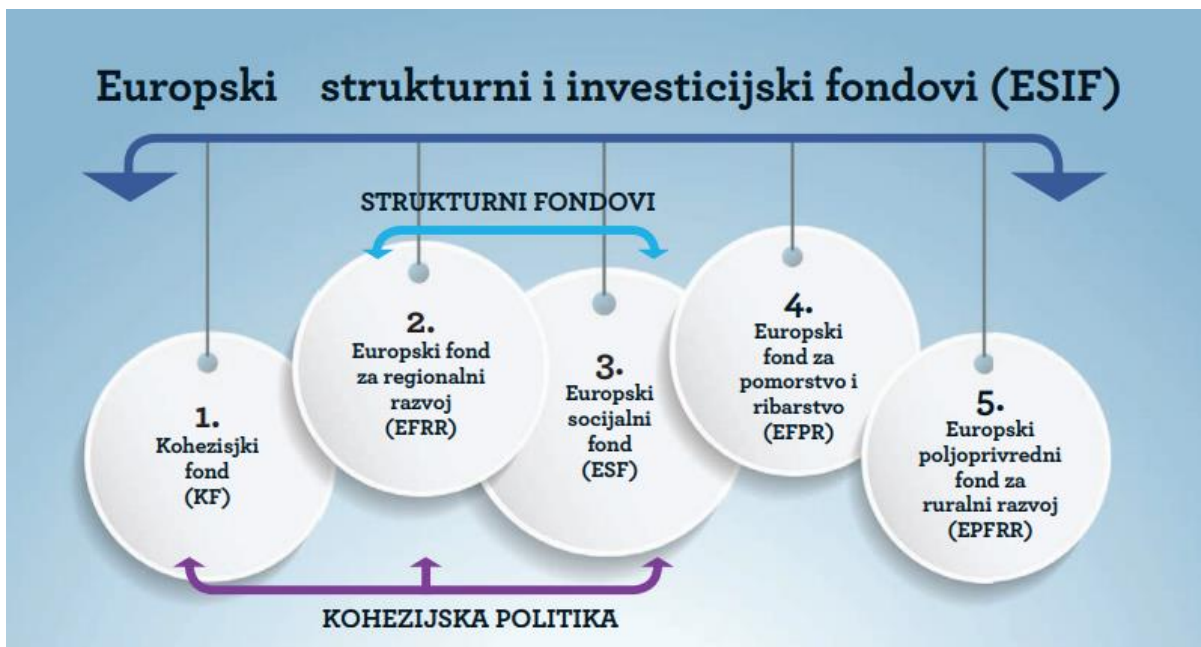 Europski strukturni i investicijski fondovi (ESIF)
STRUKTURNI FONDOVI
1.
Kohezisjki
fond
(KF)
2.
Europski fond
za regionalni
razvoj
(EFRR)
3.
Europski
socijalni
fond
(ESF)
4.
Europski
fond za
pomorstvo i
ribarstvo
(EFPR)
5.
Europski
poljoprivredni
fond za
ruralni razvoj
(EPFRR)
KOHEZIJSKA POLITIKA